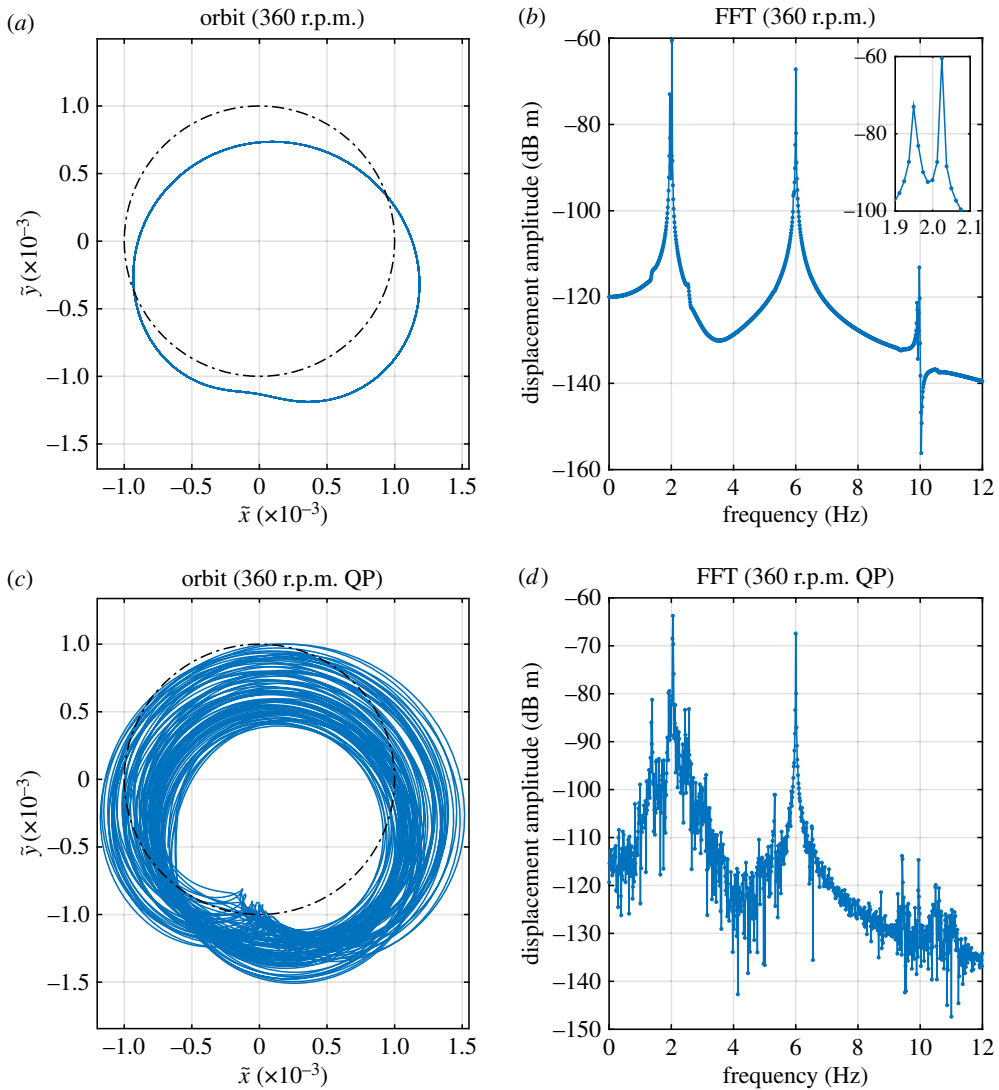 (a)
orbit (360 r.p.m.)
1.0
0.5
0
−0.5
−1.0
−1.5
ỹ (×10⁻³)
−1.0 −0.5 0 0.5 1.0 1.5
x̃ (×10⁻³)
(b)
FFT (360 r.p.m.)
−60
−80
−100
−120
−140
−160
displacement amplitude (dB m)
0 2 4 6 8 10 12
frequency (Hz)
−60
−80
−100
1.9 2.0 2.1
(c)
orbit (360 r.p.m. QP)
1.0
0.5
0
−0.5
−1.0
−1.5
ỹ (×10⁻³)
−1.0 −0.5 0 0.5 1.0 1.5
x̃ (×10⁻³)
(d)
FFT (360 r.p.m. QP)
−60
−70
−80
−90
−100
−110
−120
−130
−140
−150
displacement amplitude (dB m)
0 2 4 6 8 10 12
frequency (Hz)